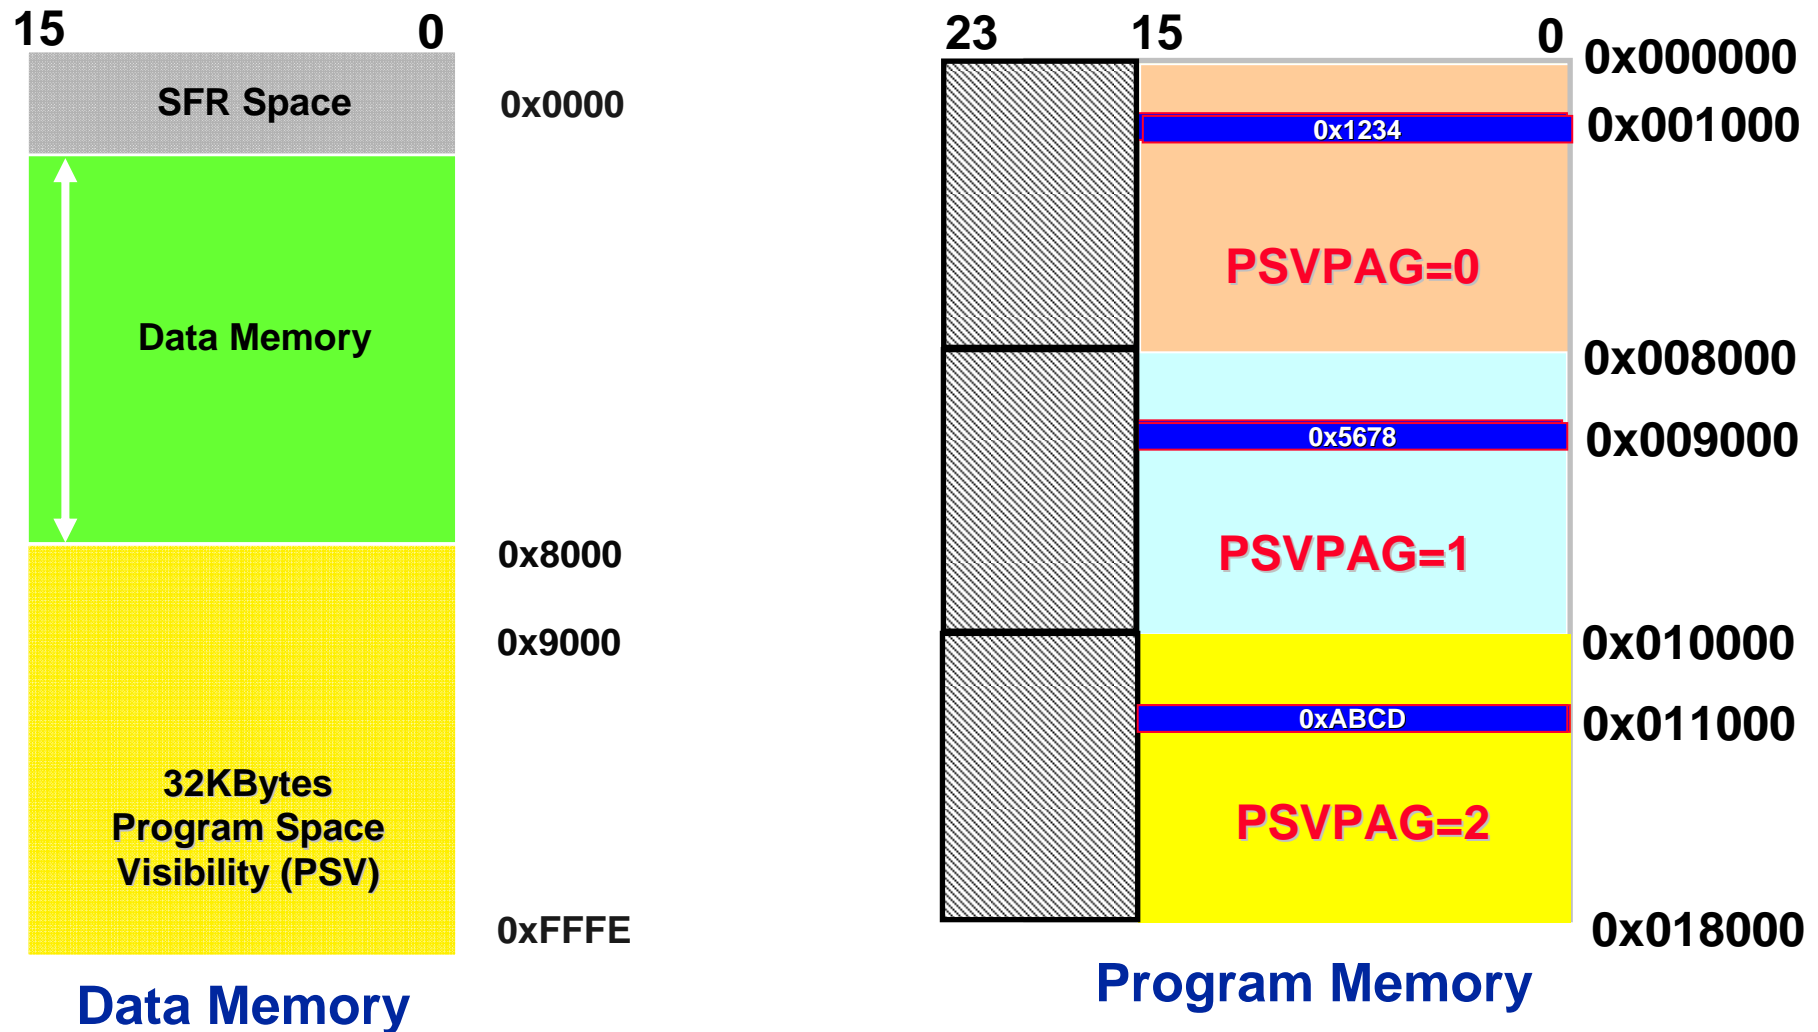 15 0
SFR Space
0x0000
Data Memory
0x8000
0x9000
32KBytes
Program Space
Visibility (PSV)
0xFFFE
Data Memory
23 15 0
0x000000
0x1234
0x001000
PSVPAG=0
0x008000
0x5678
0x009000
PSVPAG=1
0x010000
0xABCD
0x011000
PSVPAG=2
0x018000
Program Memory